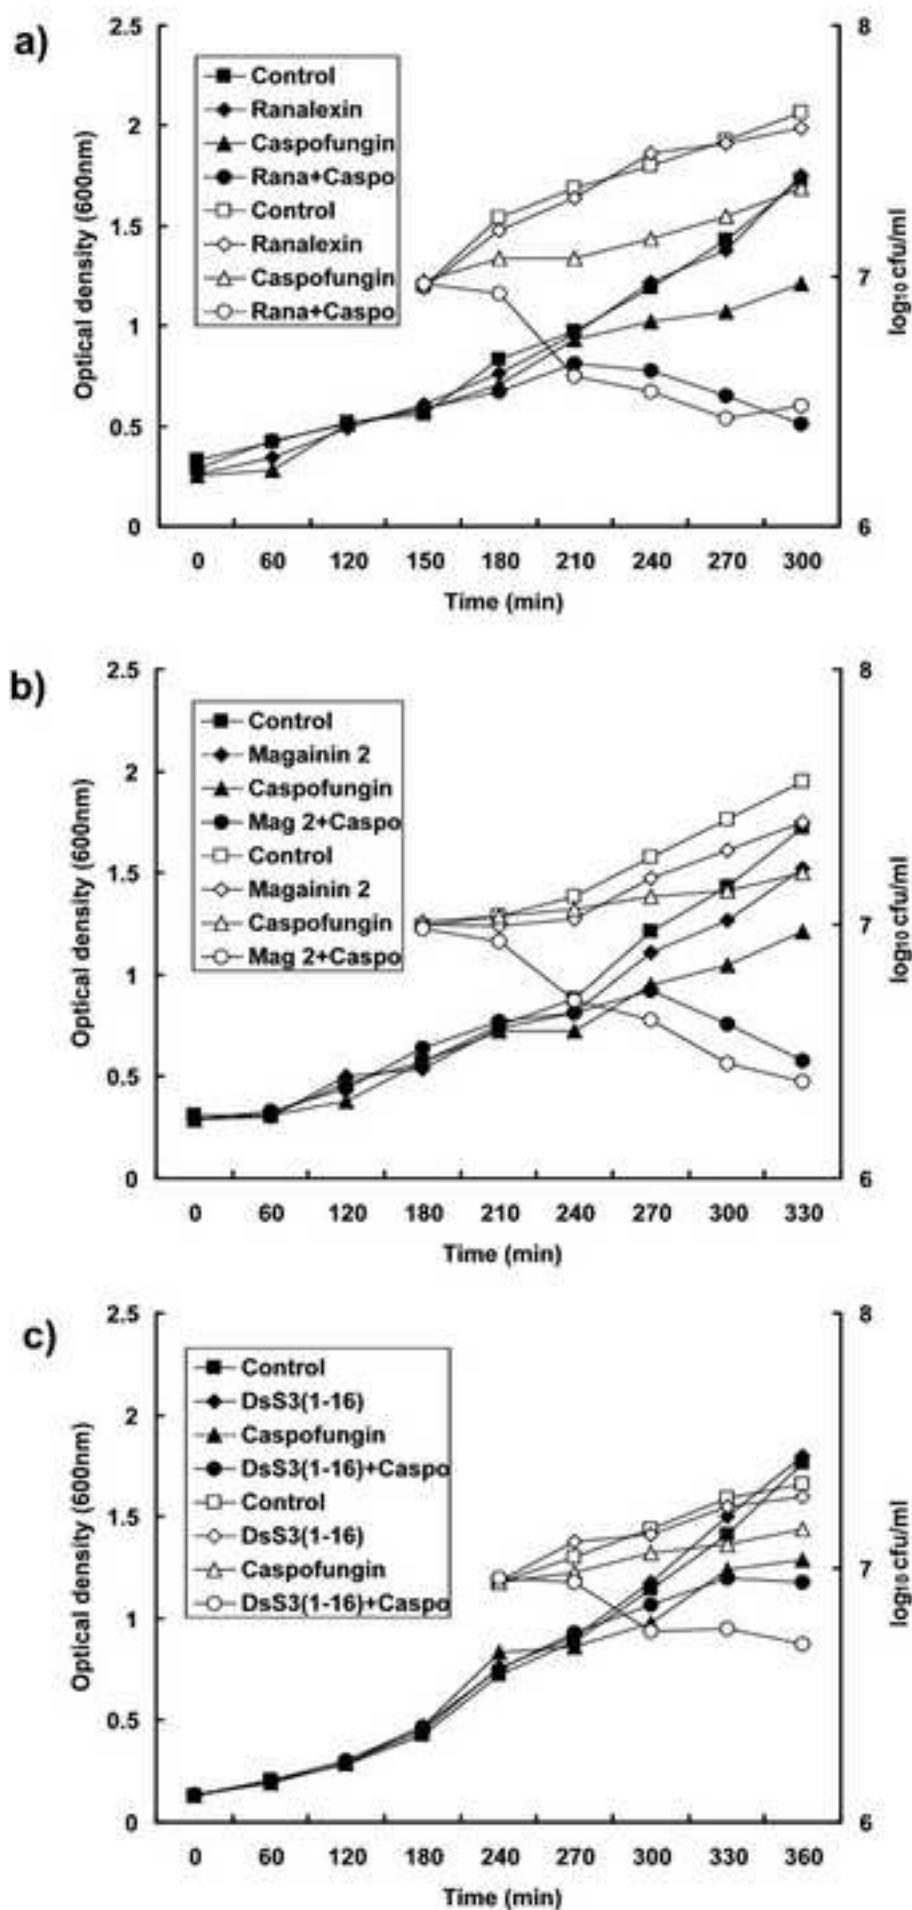 a)
2.5
2
1.5
1
0.5
0
Optical density (600nm)
8
7
6
log10 cfu/ml
Control
Ranalexin
Caspofungin
Rana+Caspo
Control
Ranalexin
Caspofungin
Rana+Caspo
0 60 120 150 180 210 240 270 300
Time (min)
b)
2.5
2
1.5
1
0.5
0
Optical density (600nm)
8
7
6
log10 cfu/ml
Control
Magainin 2
Caspofungin
Mag 2+Caspo
Control
Magainin 2
Caspofungin
Mag 2+Caspo
0 60 120 180 210 240 270 300 330
Time (min)
c)
2.5
2
1.5
1
0.5
0
Optical density (600nm)
8
7
6
log10 cfu/ml
Control
DsS3(1-16)
Caspofungin
DsS3(1-16)+Caspo
Control
DsS3(1-16)
Caspofungin
DsS3(1-16)+Caspo
0 60 120 180 240 270 300 330 360
Time (min)